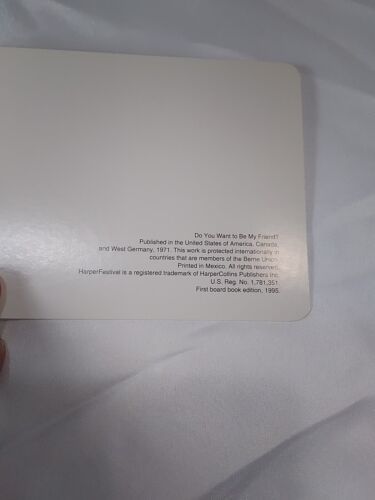 Do You Want to Be My Friend?
Published in the United States of America, Canada,
and West Germany, 1971. This work is protected internationally in
countries that are members of the Berne Union.
Printed in Mexico. All rights reserved.
HarperFestival is a registered trademark of HarperCollins Publishers Inc.
U.S. Reg. No. 1,781,351
First board book edition, 1995.